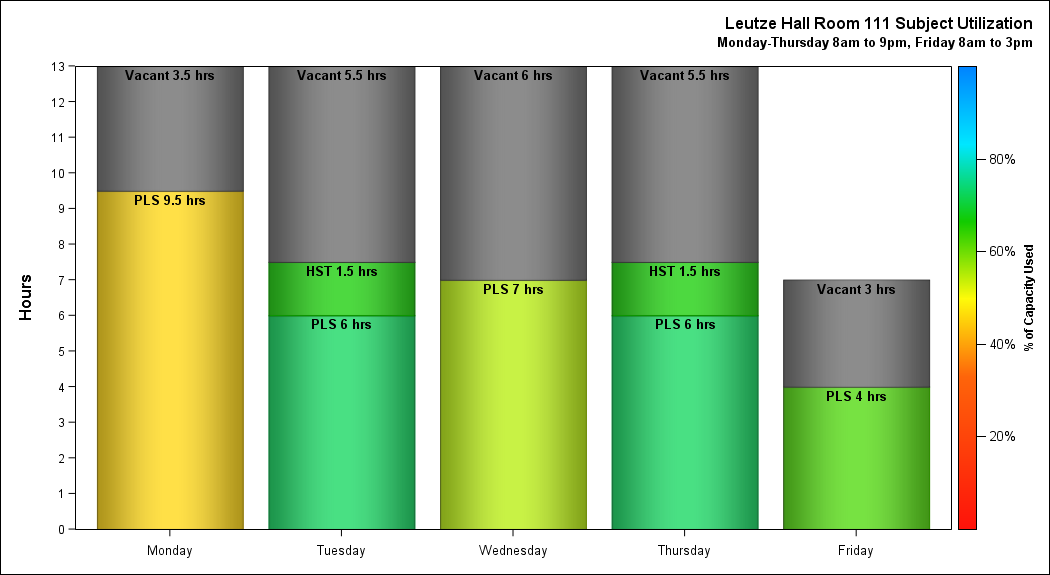 Leutze Hall Room 111 Subject Utilization
Monday-Thursday 8am to 9pm, Friday 8am to 3pm
Hours
13
12
11
10
9
8
7
6
5
4
3
2
1
0
Vacant 3.5 hrs
PLS 9.5 hrs
Vacant 5.5 hrs
HST 1.5 hrs
PLS 6 hrs
Vacant 6 hrs
PLS 7 hrs
Vacant 5.5 hrs
HST 1.5 hrs
PLS 6 hrs
Vacant 3 hrs
PLS 4 hrs
Monday
Tuesday
Wednesday
Thursday
Friday
80%
60%
40%
20%
% of Capacity Used